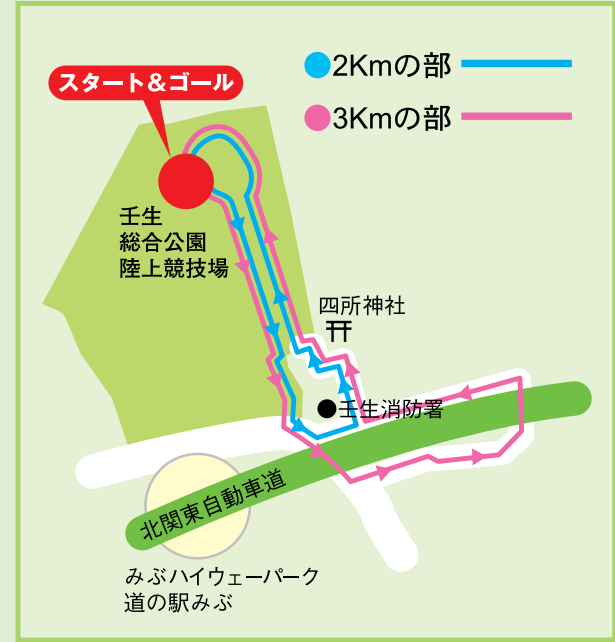 スタート&ゴール
2Kmの部
3Kmの部
壬生
総合公園
陸上競技場
四所神社
壬生消防署
北関東自動車道
みぶハイウェーパーク
道の駅みぶ